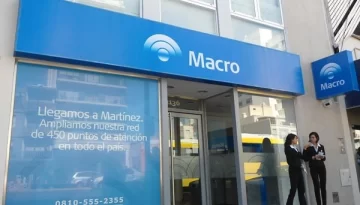 Macro
Macro
Llegamos a Martínez.
Ampliamos nuestra red
de 450 puntos de atención
en todo el país.
0810-555-2355